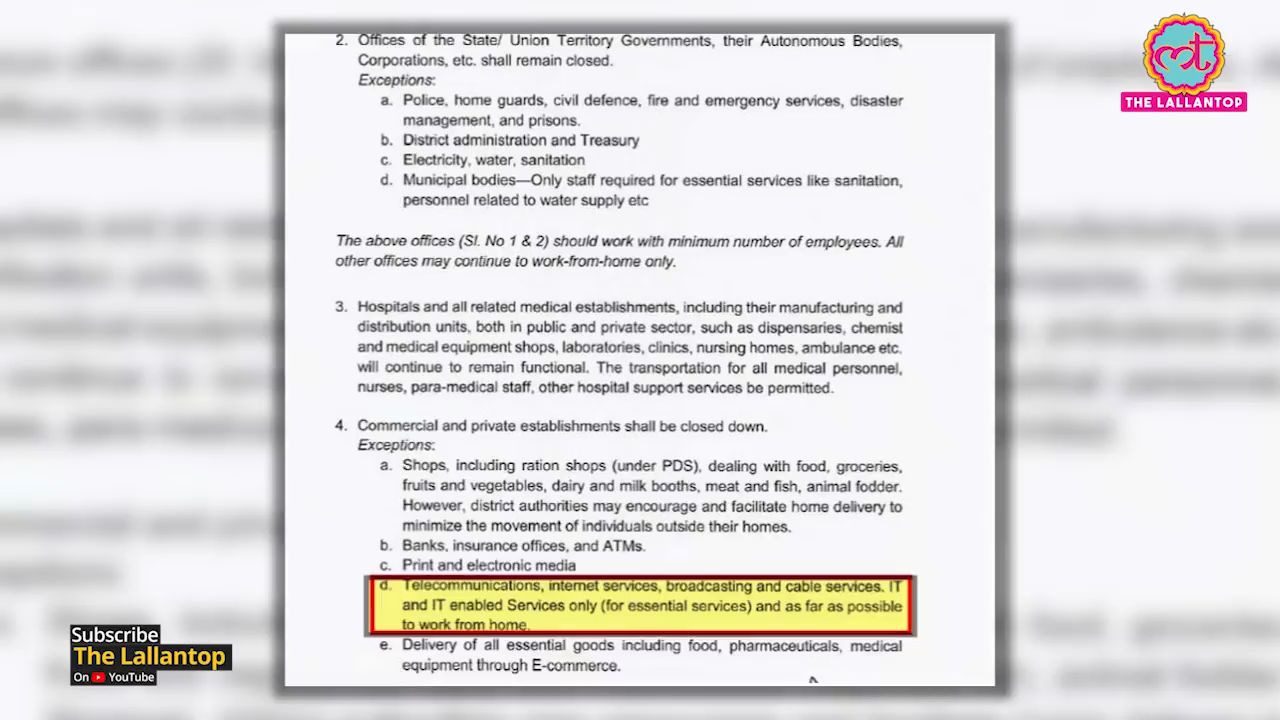 2. Offices of the State/ Union Territory Governments, their Autonomous Bodies,
Corporations, etc. shall remain closed.
Exceptions:
a. Police, home guards, civil defence, fire and emergency services, disaster
management, and prisons.
b. District administration and Treasury
c. Electricity, water, sanitation
d. Municipal bodies—Only staff required for essential services like sanitation,
personnel related to water supply etc
The above offices (Sl. No 1 & 2) should work with minimum number of employees. All
other offices may continue to work-from-home only.
3. Hospitals and all related medical establishments, including their manufacturing and
distribution units, both in public and private sector, such as dispensaries, chemist
and medical equipment shops, laboratories, clinics, nursing homes, ambulance etc.
will continue to remain functional. The transportation for all medical personnel,
nurses, para-medical staff, other hospital support services be permitted.
4. Commercial and private establishments shall be closed down.
Exceptions:
a. Shops, including ration shops (under PDS), dealing with food, groceries,
fruits and vegetables, dairy and milk booths, meat and fish, animal fodder.
However, district authorities may encourage and facilitate home delivery to
minimize the movement of individuals outside their homes.
b. Banks, insurance offices, and ATMs.
c. Print and electronic media
d. Telecommunications, internet services, broadcasting and cable services. IT
and IT enabled Services only (for essential services) and as far as possible
to work from home.
e. Delivery of all essential goods including food, pharmaceuticals, medical
equipment through E-commerce.
THE LALLANTOP
Subscribe
The Lallantop
On YouTube